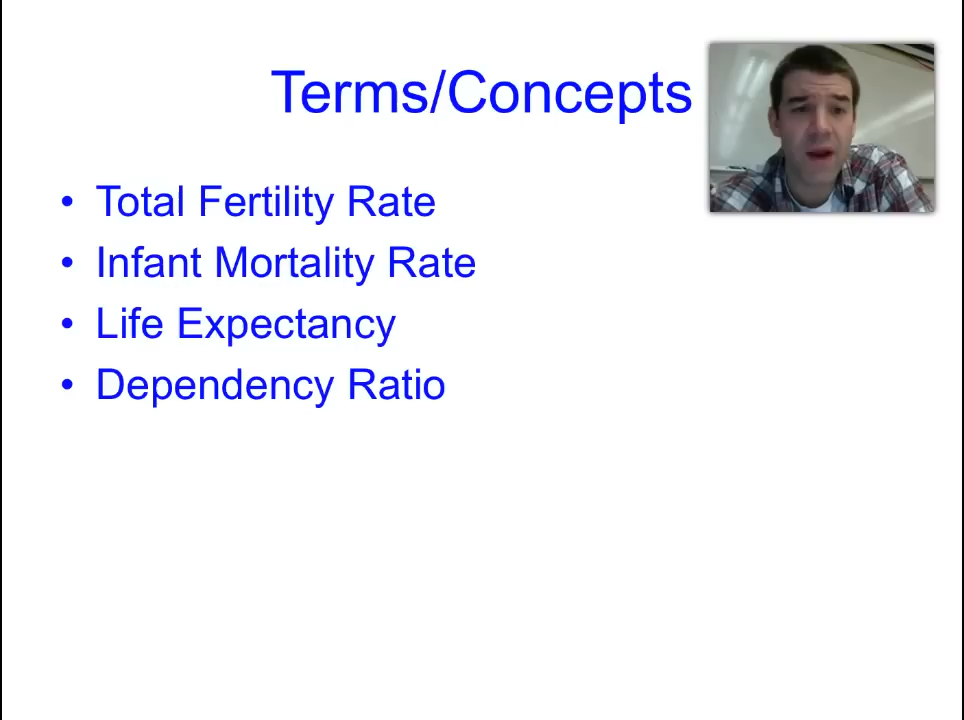 Terms/Concepts
• Total Fertility Rate
• Infant Mortality Rate
• Life Expectancy
• Dependency Ratio